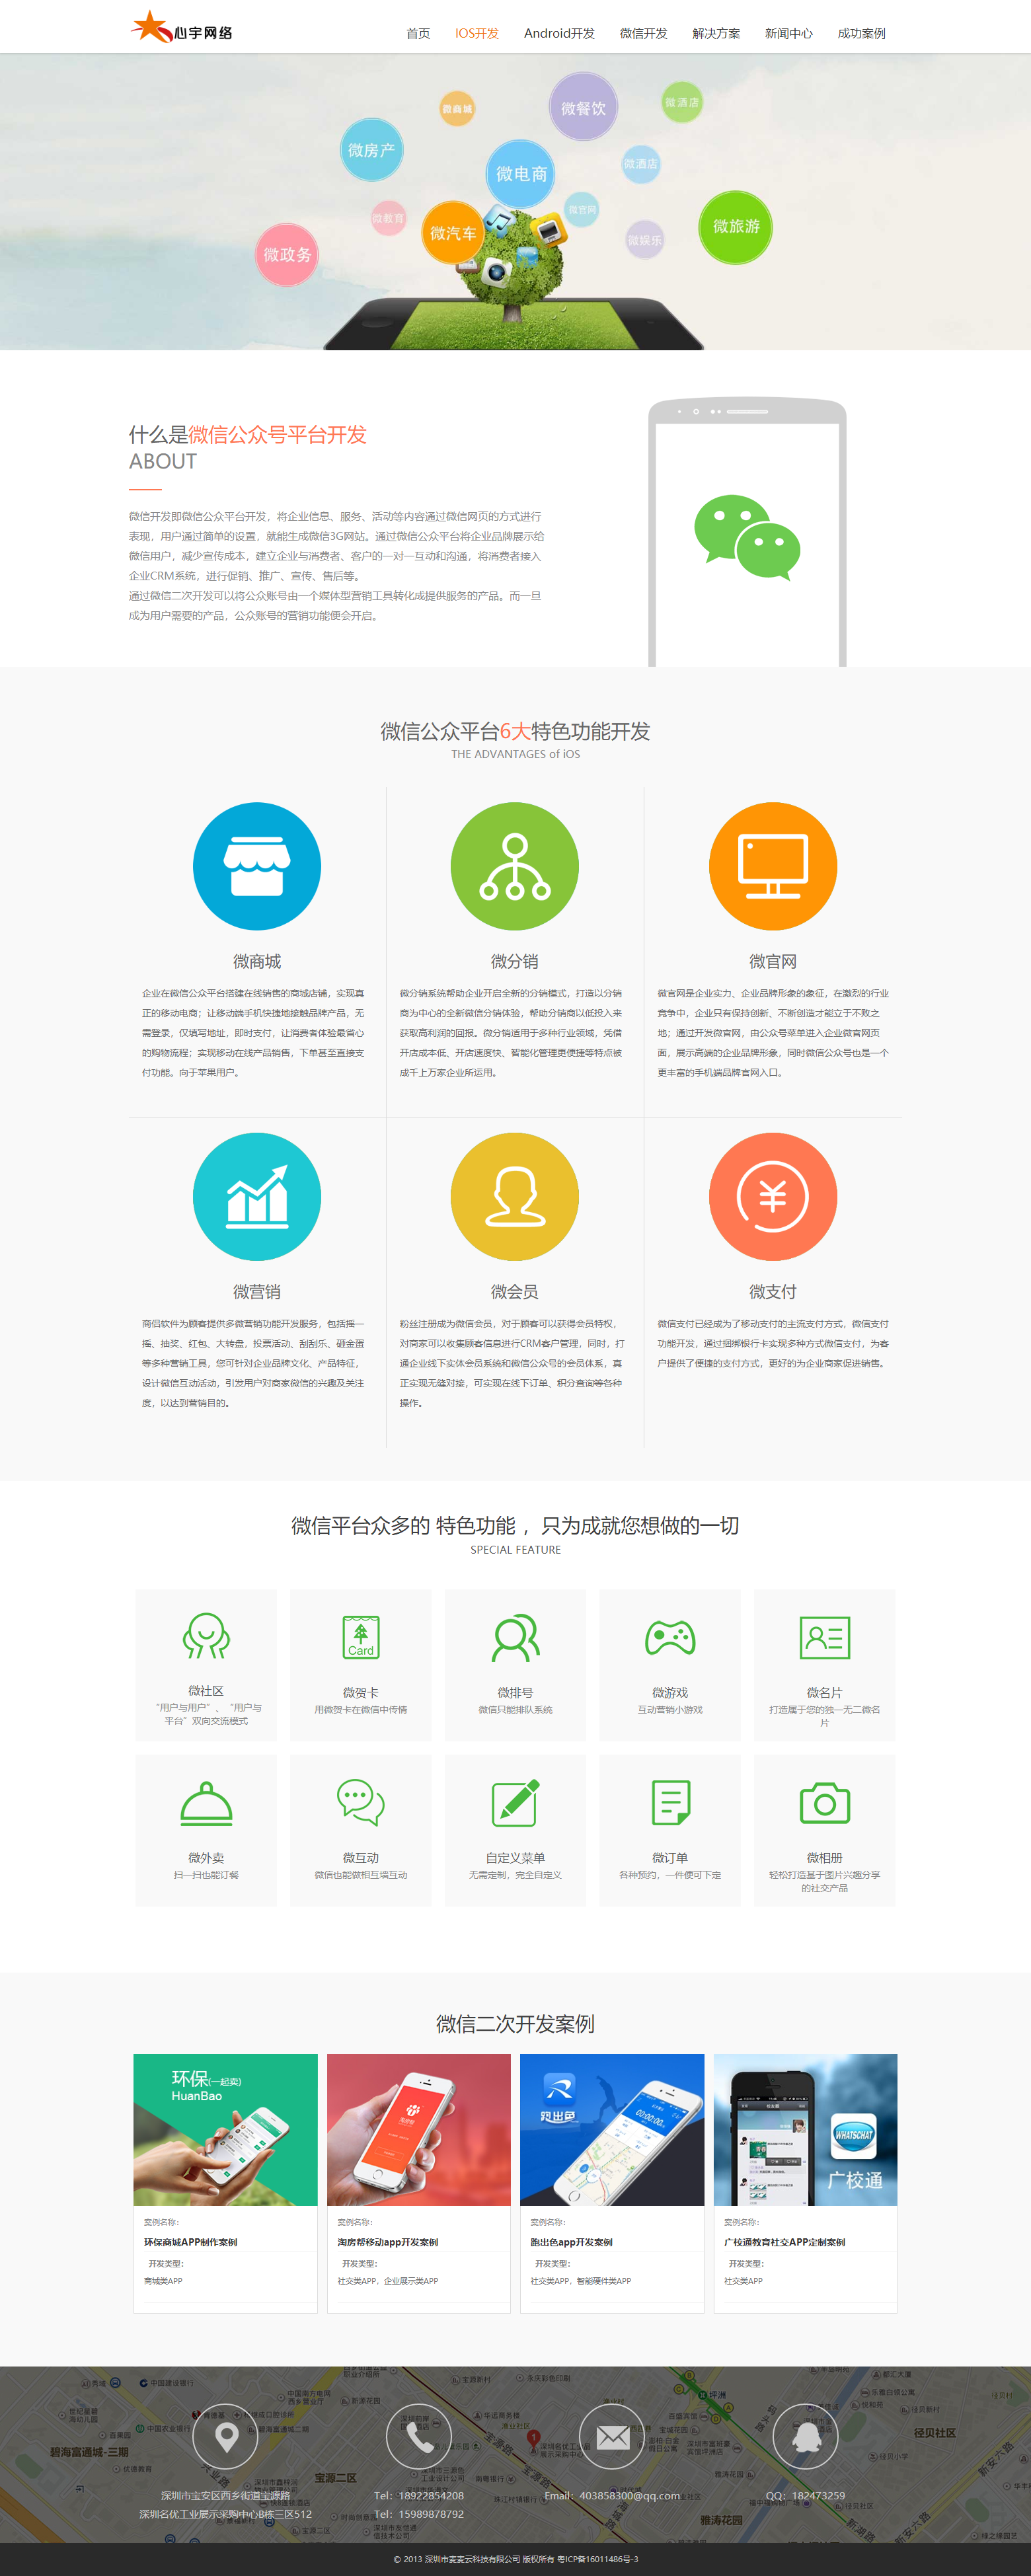 心宇网络
首页
IOS开发
Android开发
微信开发
解决方案
新闻中心
成功案例
微商城
微餐饮
微酒店
微房产
微电商
微酒店
微教育
微官网
微汽车
微旅游
微娱乐
微政务
什么是微信公众号平台开发
ABOUT
微信开发即微信公众平台开发，将企业信息、服务、活动等内容通过微信网页的方式进行
表现，用户通过简单的设置，就能生成微信3G网站。通过微信公众平台将企业品牌展示给
微信用户，减少宣传成本，建立企业与消费者、客户的一对一互动和沟通，将消费者接入
企业CRM系统，进行促销、推广、宣传、售后等。
通过微信二次开发可以将公众账号由一个媒体型营销工具转化成提供服务的产品。而一旦
成为用户需要的产品，公众账号的营销功能便会开启。
微信公众平台6大特色功能开发
THE ADVANTAGES of iOS
微商城
企业在微信公众平台搭建在线销售的商城店铺，实现真
正的移动电商；让移动端手机快捷地接触品牌产品，无
需登录，仅填写地址，即时支付，让消费者体验最省心
的购物流程；实现移动在线产品销售，下单甚至直接支
付功能。向于苹果用户。
微分销
微分销系统帮助企业开启全新的分销模式，打造以分销
商为中心的全新微信分销体验，帮助分销商以低投入来
获取高利润的回报。微分销适用于多种行业领域，凭借
开店成本低、开店速度快、智能化管理更便捷等特点被
成千上万家企业所运用。
微官网
微官网是企业实力、企业品牌形象的象征，在激烈的行业
竞争中，企业只有保持创新、不断创造才能立于不败之
地；通过开发微官网，由公众号菜单进入企业微官网页
面，展示高端的企业品牌形象，同时微信公众号也是一个
更丰富的手机端品牌官网入口。
微营销
商侣软件为顾客提供多微营销功能开发服务，包括摇一
摇、抽奖、红包、大转盘，投票活动、刮刮乐、砸金蛋
等多种营销工具，您可针对企业品牌文化、产品特征，
设计微信互动活动，引发用户对商家微信的兴趣及关注
度，以达到营销目的。
微会员
粉丝注册成为微信会员，对于顾客可以获得会员特权，
对商家可以收集顾客信息进行CRM客户管理，同时，打
通企业线下实体会员系统和微信公众号的会员体系，真
正实现无缝对接，可实现在线下订单、积分查询等各种
操作。
微支付
微信支付已经成为了移动支付的主流支付方式，微信支付
功能开发，通过捆绑银行卡实现多种方式微信支付，为客
户提供了便捷的支付方式，更好的为企业商家促进销售。
微信平台众多的 特色功能 ，只为成就您想做的一切
SPECIAL FEATURE
微社区
“用户与用户”、“用户与
平台”双向交流模式
Card
微贺卡
用微贺卡在微信中传情
微排号
微信只能排队系统
微游戏
互动营销小游戏
微名片
打造属于您的独一无二微名
片
微外卖
扫一扫也能订餐
微互动
微信也能做相互墙互动
自定义菜单
无需定制，完全自定义
微订单
各种预约，一件便可下定
微相册
轻松打造基于图片兴趣分享
的社交产品
微信二次开发案例
环保(一起卖)
HuanBao
案例名称：
环保商城APP制作案例
开发类型：
商城类APP
淘房帮
案例名称：
淘房帮移动app开发案例
开发类型：
社交类APP，企业展示类APP
跑出色
00:00:00
案例名称：
跑出色app开发案例
开发类型：
社交类APP，智能硬件类APP
WHATSCHAT
广校通
案例名称：
广校通教育社交APP定制案例
开发类型：
社交类APP
中国建设银行
碧海富通城-三期
宝源二区
坪洲
径贝社区
雅涛花园
深圳市宝安区西乡街道宝源路
深圳名优工业展示采购中心B栋三区512
Tel：18922854208
Tel：15989878792
Email：403858300@qq.com
QQ：182473259
© 2013 深圳市麦麦云科技有限公司 版权所有 粤ICP备16011486号-3